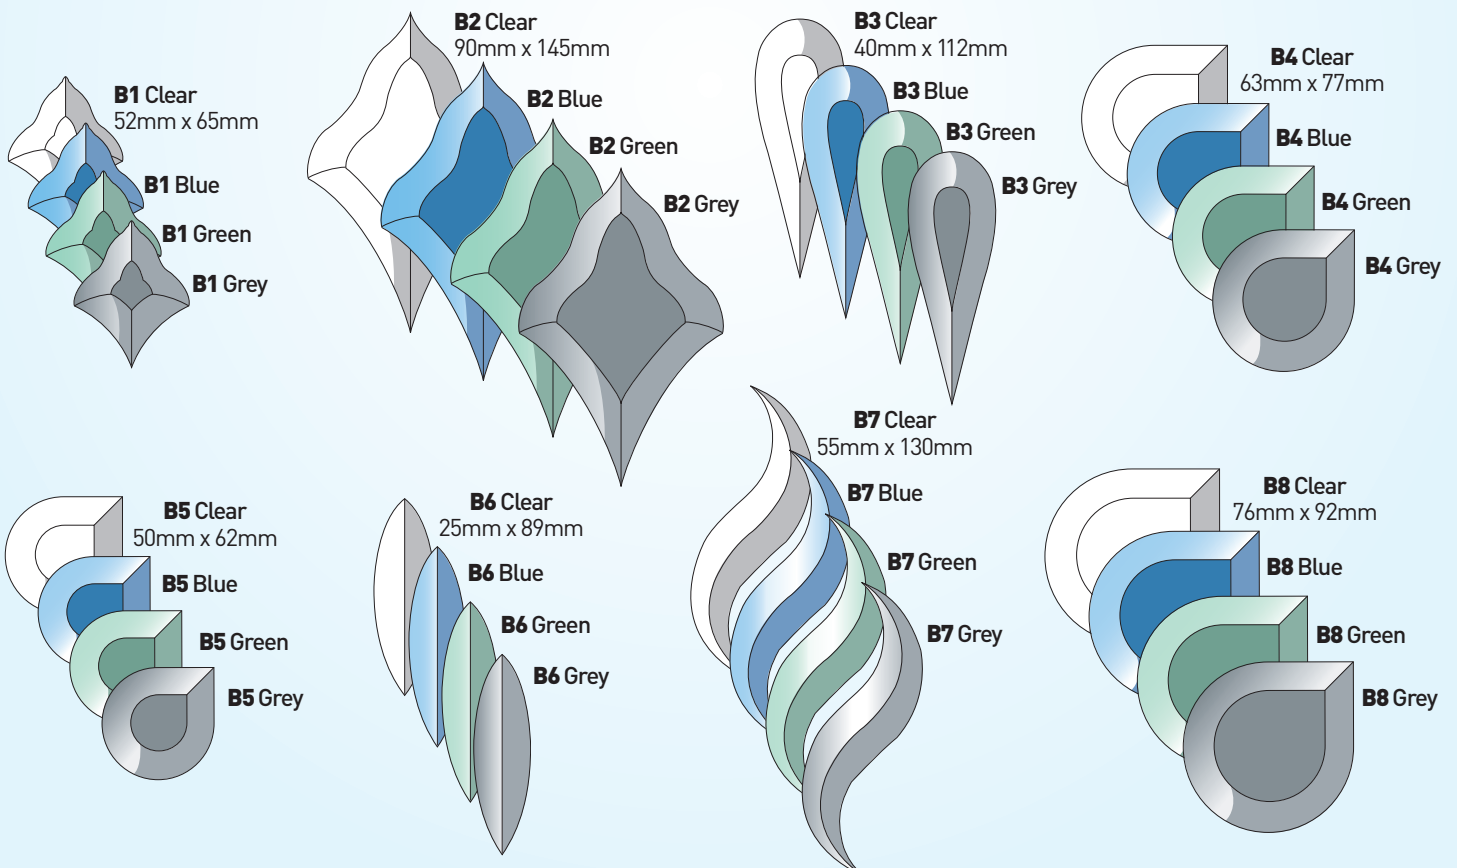 B1 Clear
52mm x 65mm
B1 Blue
B1 Green
B1 Grey
B2 Clear
90mm x 145mm
B2 Blue
B2 Green
B2 Grey
B3 Clear
40mm x 112mm
B3 Blue
B3 Green
B3 Grey
B4 Clear
63mm x 77mm
B4 Blue
B4 Green
B4 Grey
B5 Clear
50mm x 62mm
B5 Blue
B5 Green
B5 Grey
B6 Clear
25mm x 89mm
B6 Blue
B6 Green
B6 Grey
B7 Clear
55mm x 130mm
B7 Blue
B7 Green
B7 Grey
B8 Clear
76mm x 92mm
B8 Blue
B8 Green
B8 Grey